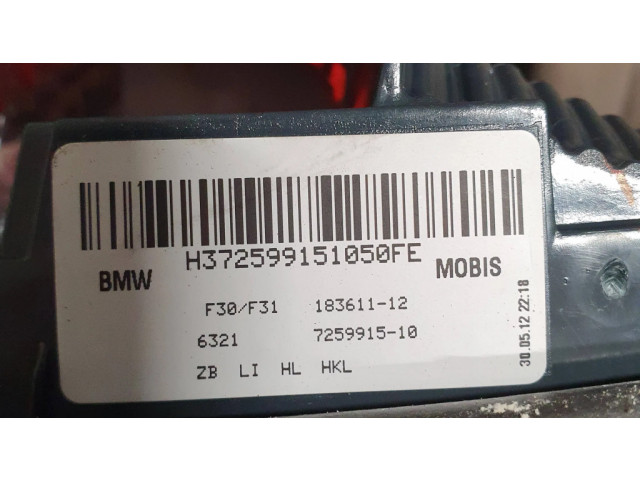 H372599151050FE
BMW MOBIS
F30/F31 183611-12
6321 7259915-10
ZB LI HL HKL
30.05.12 22:18